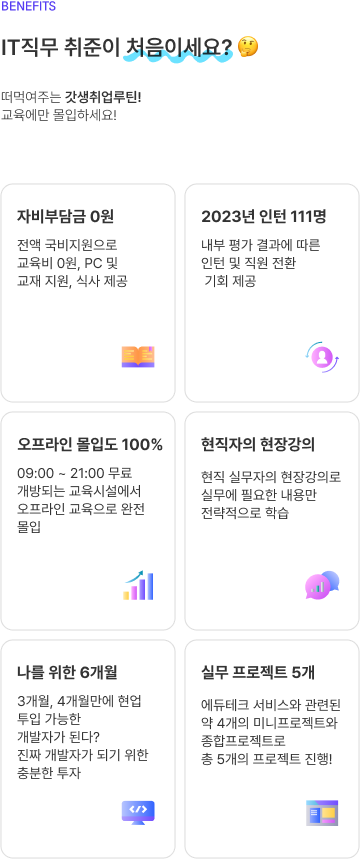 BENEFITS
IT직무 취준이 처음이세요? 🤔
떠먹여주는 갓생취업루틴!
교육에만 몰입하세요!
자비부담금 0원
전액 국비지원으로
교육비 0원, PC 및
교재 지원, 식사 제공
2023년 인턴 111명
내부 평가 결과에 따른
인턴 및 직원 전환
기회 제공
오프라인 몰입도 100%
09:00 ~ 21:00 무료
개방되는 교육시설에서
오프라인 교육으로 완전
몰입
현직자의 현장강의
현직 실무자의 현장강의로
실무에 필요한 내용만
전략적으로 학습
나를 위한 6개월
3개월, 4개월만에 현업
투입 가능한
개발자가 된다?
진짜 개발자가 되기 위한
충분한 투자
실무 프로젝트 5개
에듀테크 서비스와 관련된
약 4개의 미니프로젝트와
종합프로젝트로
총 5개의 프로젝트 진행!